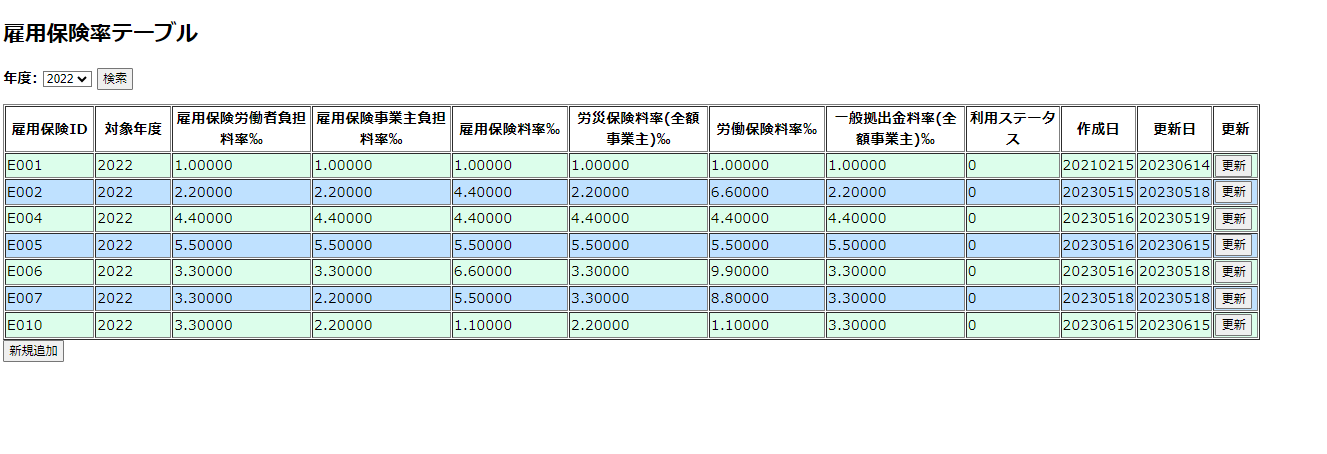 雇用保険率テーブル
年度: 2022 検索
雇用保険ID 対象年度 雇用保険労働者負担料率‰ 雇用保険事業主負担料率‰ 雇用保険料率‰ 労災保険料率(全額事業主)‰ 労働保険料率‰ 一般拠出金料率(全額事業主)‰ 利用ステータス 作成日 更新日 更新
E001 2022 1.00000 1.00000 1.00000 1.00000 1.00000 1.00000 0 20210215 20230614 更新
E002 2022 2.20000 2.20000 4.40000 2.20000 6.60000 2.20000 0 20230515 20230518 更新
E004 2022 4.40000 4.40000 4.40000 4.40000 4.40000 4.40000 0 20230516 20230519 更新
E005 2022 5.50000 5.50000 5.50000 5.50000 5.50000 5.50000 0 20230516 20230615 更新
E006 2022 3.30000 3.30000 6.60000 3.30000 9.90000 3.30000 0 20230516 20230518 更新
E007 2022 3.30000 2.20000 5.50000 3.30000 8.80000 3.30000 0 20230518 20230518 更新
E010 2022 3.30000 2.20000 1.10000 2.20000 1.10000 3.30000 0 20230615 20230615 更新
新規追加